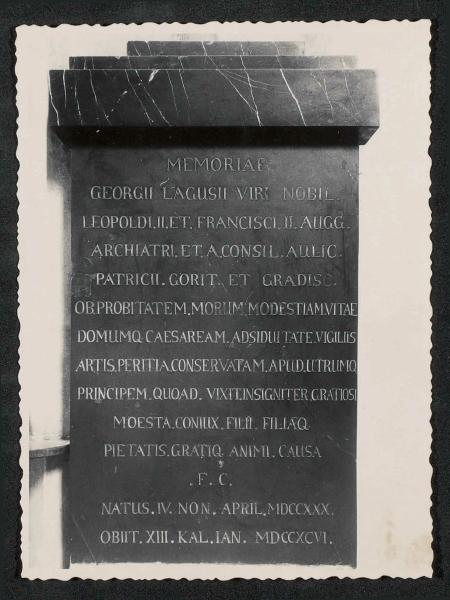 MEMORIAE
GEORGII LAGUSII VIRI NOBIL.
LEOPOLDI.II.ET.FRANCISCI.II.AUGG.
ARCHIATRI.ET.A.CONSIL.AULIC.
PATRICII.GORIT.ET GRADISC.
OB.PROBITATEM.MORUM.MODESTIAM.VITAE
DOMUMQ.CAESAREAM.ADSIDUITATE.VIGILIIS
ARTIS.PERITIA.CONSERVATAM.APUD.UTRUMQ
PRINCIPEM.QUOAD.VIXIT.INSIGNITER.GRATIOSI
MOESTA.CONIUX.FILII.FILIAQ
PIETATIS.GRATIQ ANIMI.CAUSA
.F.C.
NATUS.IV.NON.APRIL.MDCCXXX.
OBIIT.XIII.KAL.IAN.MDCCXCVI.